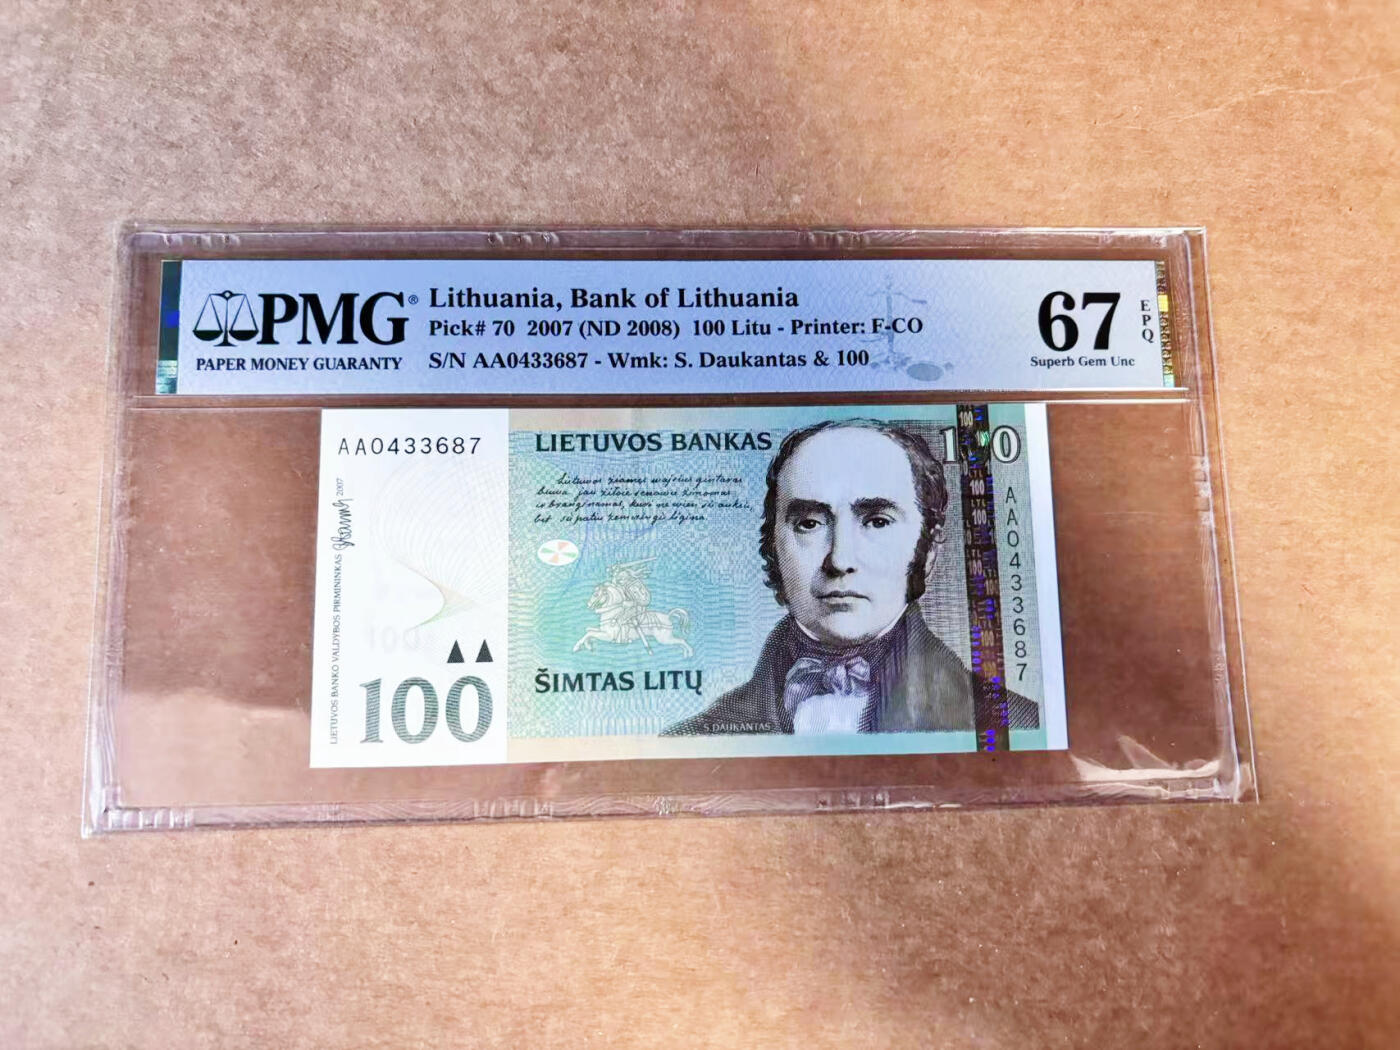 PMG®
PAPER MONEY GUARANTY
Lithuania, Bank of Lithuania
Pick# 70 2007 (ND 2008) 100 Litu - Printer: F-CO
S/N AA0433687 - Wmk: S. Daukantas & 100
67
EPQ
Superb Gem Unc
AA0433687
LIETUVOS BANKO VALDYBOS PIRMININKAS
2007
100
LIETUVOS BANKAS
ŠIMTAS LITŲ
S. DAUKANTAS
100
AA0433687